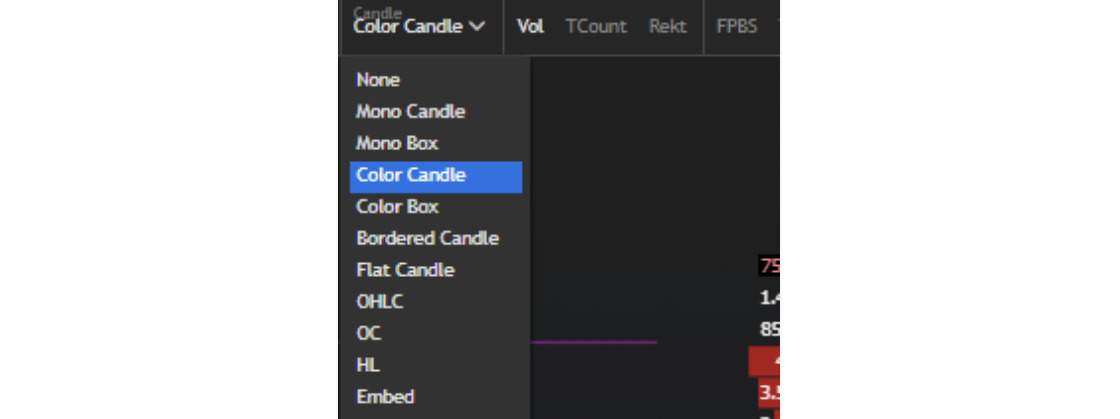 Candle
Color Candle Vol TCount Rekt FPBS
None
Mono Candle
Mono Box
Color Candle
Color Box
Bordered Candle
Flat Candle
OHLC
OC
HL
Embed
75
1.4
85
4
3.5